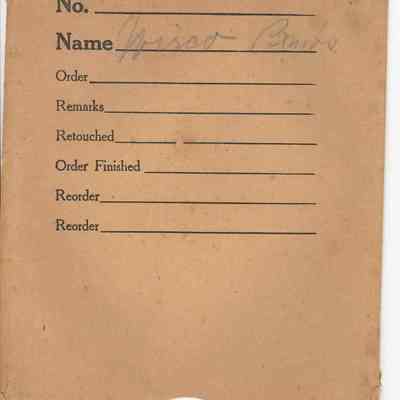 No.
Name
Order
Remarks
Retouched
Order Finished
Reorder
Reorder